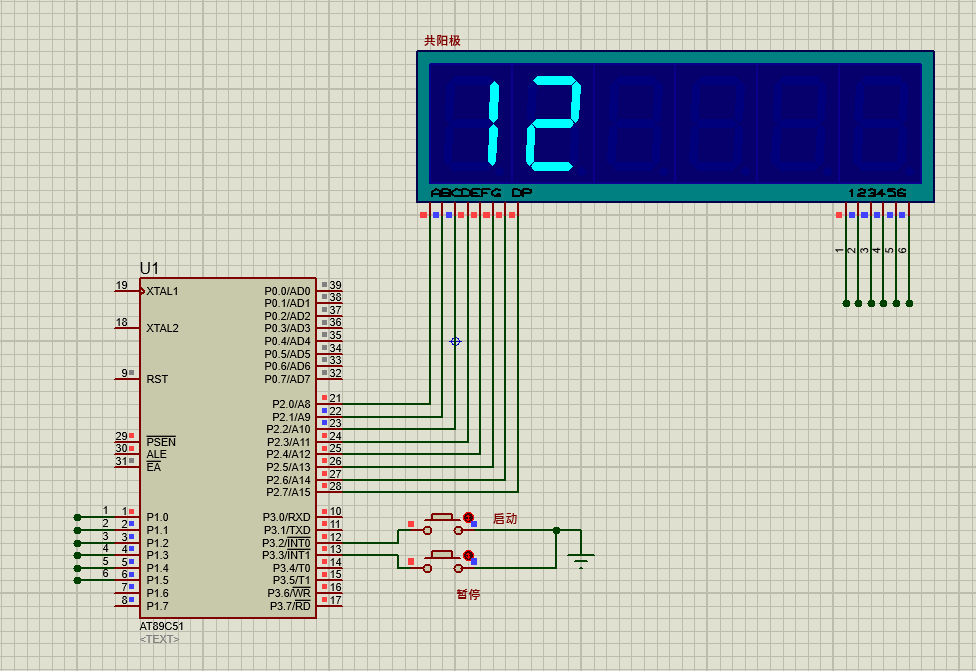 共阳极
12
ABCDEFG DP
123456
1
2
3
4
5
6
U1
19
XTAL1
18
XTAL2
9
RST
29
PSEN
30
ALE
31
EA
1
1
P1.0
2
2
P1.1
3
3
P1.2
4
4
P1.3
5
5
P1.4
6
6
P1.5
7
P1.6
8
P1.7
P0.0/AD0
39
P0.1/AD1
38
P0.2/AD2
37
P0.3/AD3
36
P0.4/AD4
35
P0.5/AD5
34
P0.6/AD6
33
P0.7/AD7
32
P2.0/A8
21
P2.1/A9
22
P2.2/A10
23
P2.3/A11
24
P2.4/A12
25
P2.5/A13
26
P2.6/A14
27
P2.7/A15
28
P3.0/RXD
10
P3.1/TXD
11
P3.2/INT0
12
P3.3/INT1
13
P3.4/T0
14
P3.5/T1
15
P3.6/WR
16
P3.7/RD
17
启动
暂停
AT89C51
<TEXT>